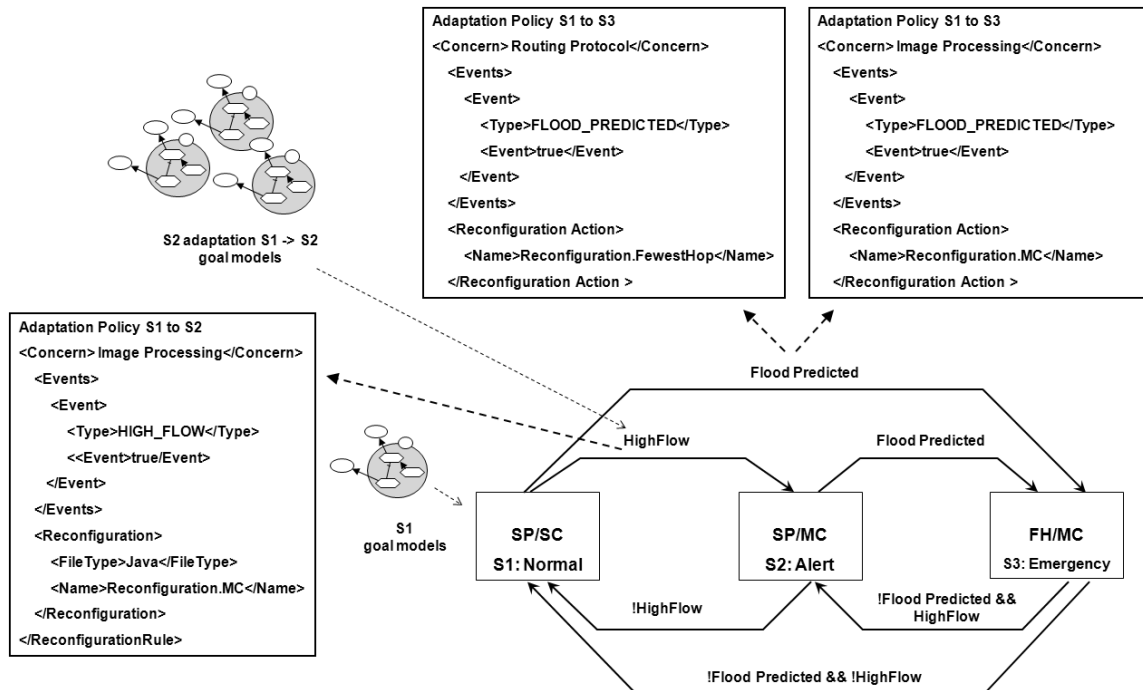 Adaptation Policy S1 to S3
<Concern> Routing Protocol</Concern>
<Events>
<Event>
<Type>FLOOD_PREDICTED</Type>
<Event>true</Event>
</Event>
</Events>
<Reconfiguration Action>
<Name>Reconfiguration.FewestHop</Name>
</Reconfiguration Action >
Adaptation Policy S1 to S3
<Concern> Image Processing</Concern>
<Events>
<Event>
<Type>FLOOD_PREDICTED</Type>
<Event>true</Event>
</Event>
</Events>
<Reconfiguration Action>
<Name>Reconfiguration.MC</Name>
</Reconfiguration Action >
S2 adaptation S1 -> S2
goal models
Adaptation Policy S1 to S2
<Concern> Image Processing</Concern>
<Events>
<Event>
<Type>HIGH_FLOW</Type>
<<Event>true/Event>
</Event>
</Events>
<Reconfiguration>
<FileType>Java</FileType>
<Name>Reconfiguration.MC</Name>
</Reconfiguration>
</ReconfigurationRule>
S1
goal models
Flood Predicted
HighFlow
Flood Predicted
SP/SC
S1: Normal
SP/MC
S2: Alert
FH/MC
S3: Emergency
!HighFlow
!Flood Predicted &&
HighFlow
!Flood Predicted && !HighFlow